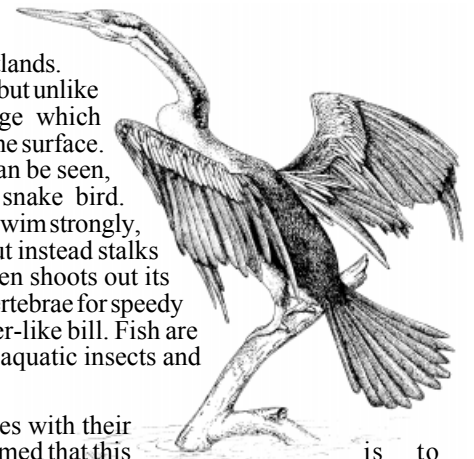 lands.
but unlike
ge which
he surface.
an be seen,
snake bird.
swim strongly,
ut instead stalks
en shoots out its
ertebrae for speedy
er-like bill. Fish are
aquatic insects and
es with their
med that this is to